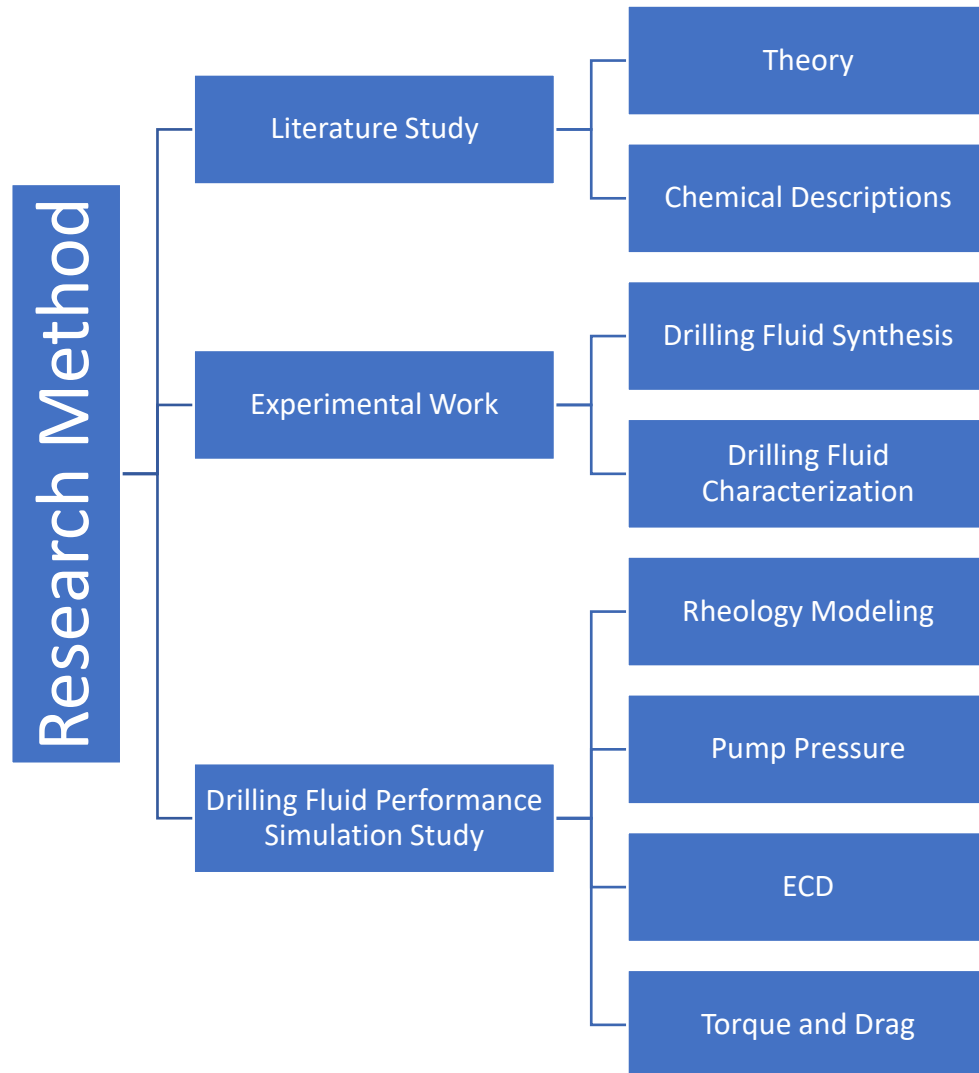 Research Method
Literature Study
Theory
Chemical Descriptions
Experimental Work
Drilling Fluid Synthesis
Drilling Fluid
Characterization
Drilling Fluid Performance
Simulation Study
Rheology Modeling
Pump Pressure
ECD
Torque and Drag